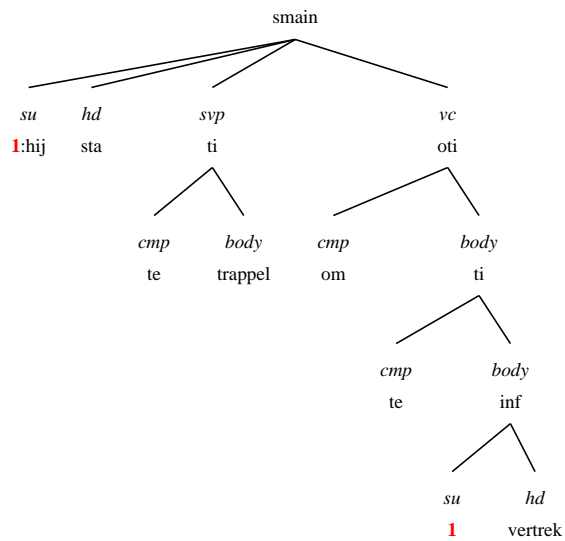 smain
su hd svp vc
1:hij sta ti oti
cmp body cmp body
te trappel om ti
cmp body
te inf
su hd
1 vertrek